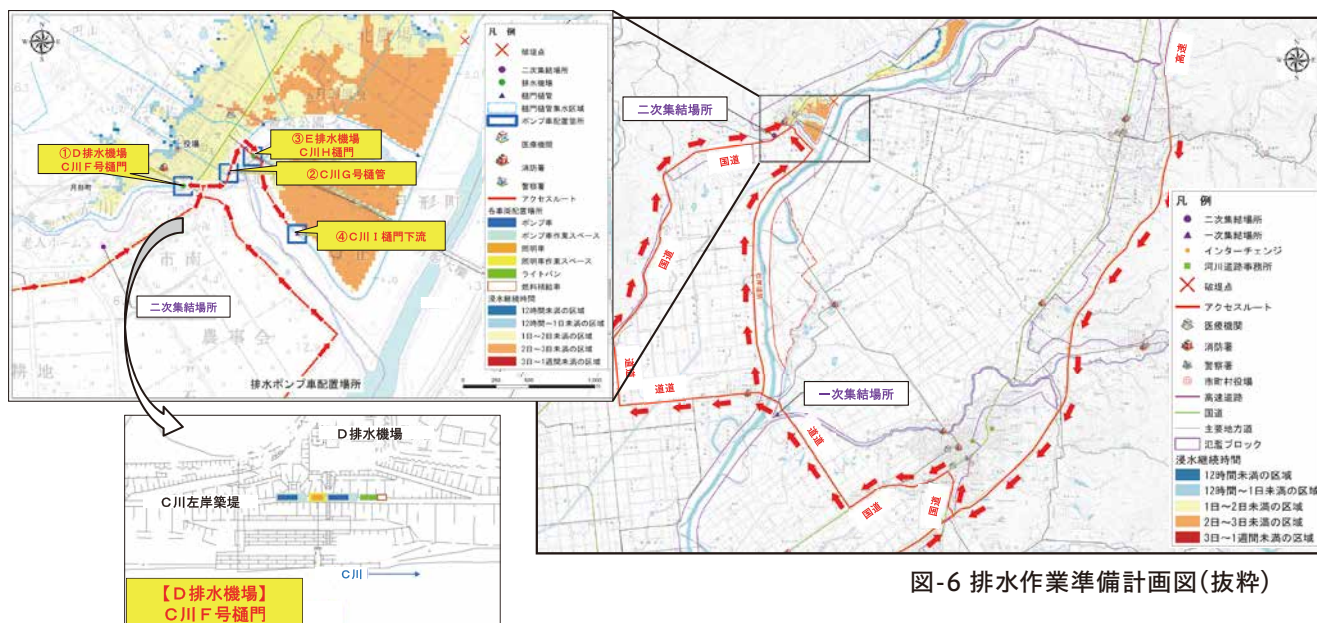 凡 例
破堤点
二次集結場所
排水機場
樋門樋管
樋門樋管集水区域
ポンプ車配置箇所
医療機関
消防署
警察署
アクセスルート
各車両配置場所
ポンプ車
ポンプ車作業スペース
照明車
照明車作業スペース
ライトバン
燃料補給車
浸水継続時間
12時間未満の区域
12時間～1日未満の区域
1日～2日未満の区域
2日～3日未満の区域
3日～1週間未満の区域
役場
①D排水機場
C川F号樋門
③E排水機場
C川H樋門
②C川G号樋管
④C川I樋門下流
老人ホーム
市南
二次集結場所
農事会
耕地
排水ポンプ車配置場所
0 250 500 1,000
D排水機場
C川左岸築堤
C川
【D排水機場】
C川F号樋門
高速
二次集結場所
国道
国道
道道
道道
一次集結場所
道道
国道
国道
凡 例
二次集結場所
一次集結場所
インターチェンジ
河川道路事務所
破堤点
アクセスルート
医療機関
消防署
警察署
市町村役場
高速道路
国道
主要地方道
氾濫ブロック
浸水継続時間
12時間未満の区域
12時間～1日未満の区域
1日～2日未満の区域
2日～3日未満の区域
3日～1週間未満の区域
図-6 排水作業準備計画図(抜粋)